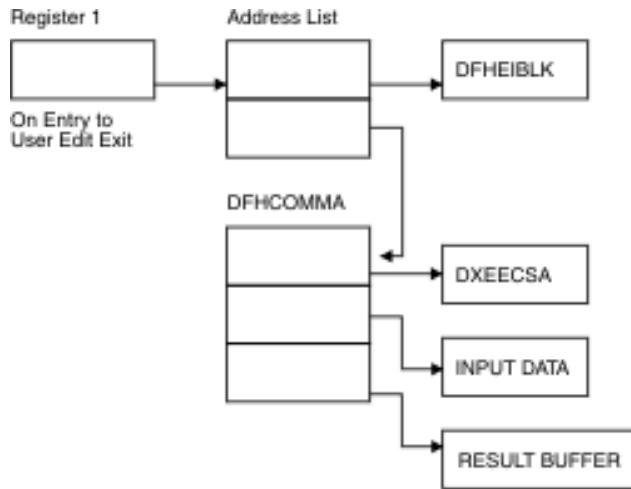 Register 1
Address List
DFHEIBLK
On Entry to
User Edit Exit
DFHCOMMA
DXEECSA
INPUT DATA
RESULT BUFFER